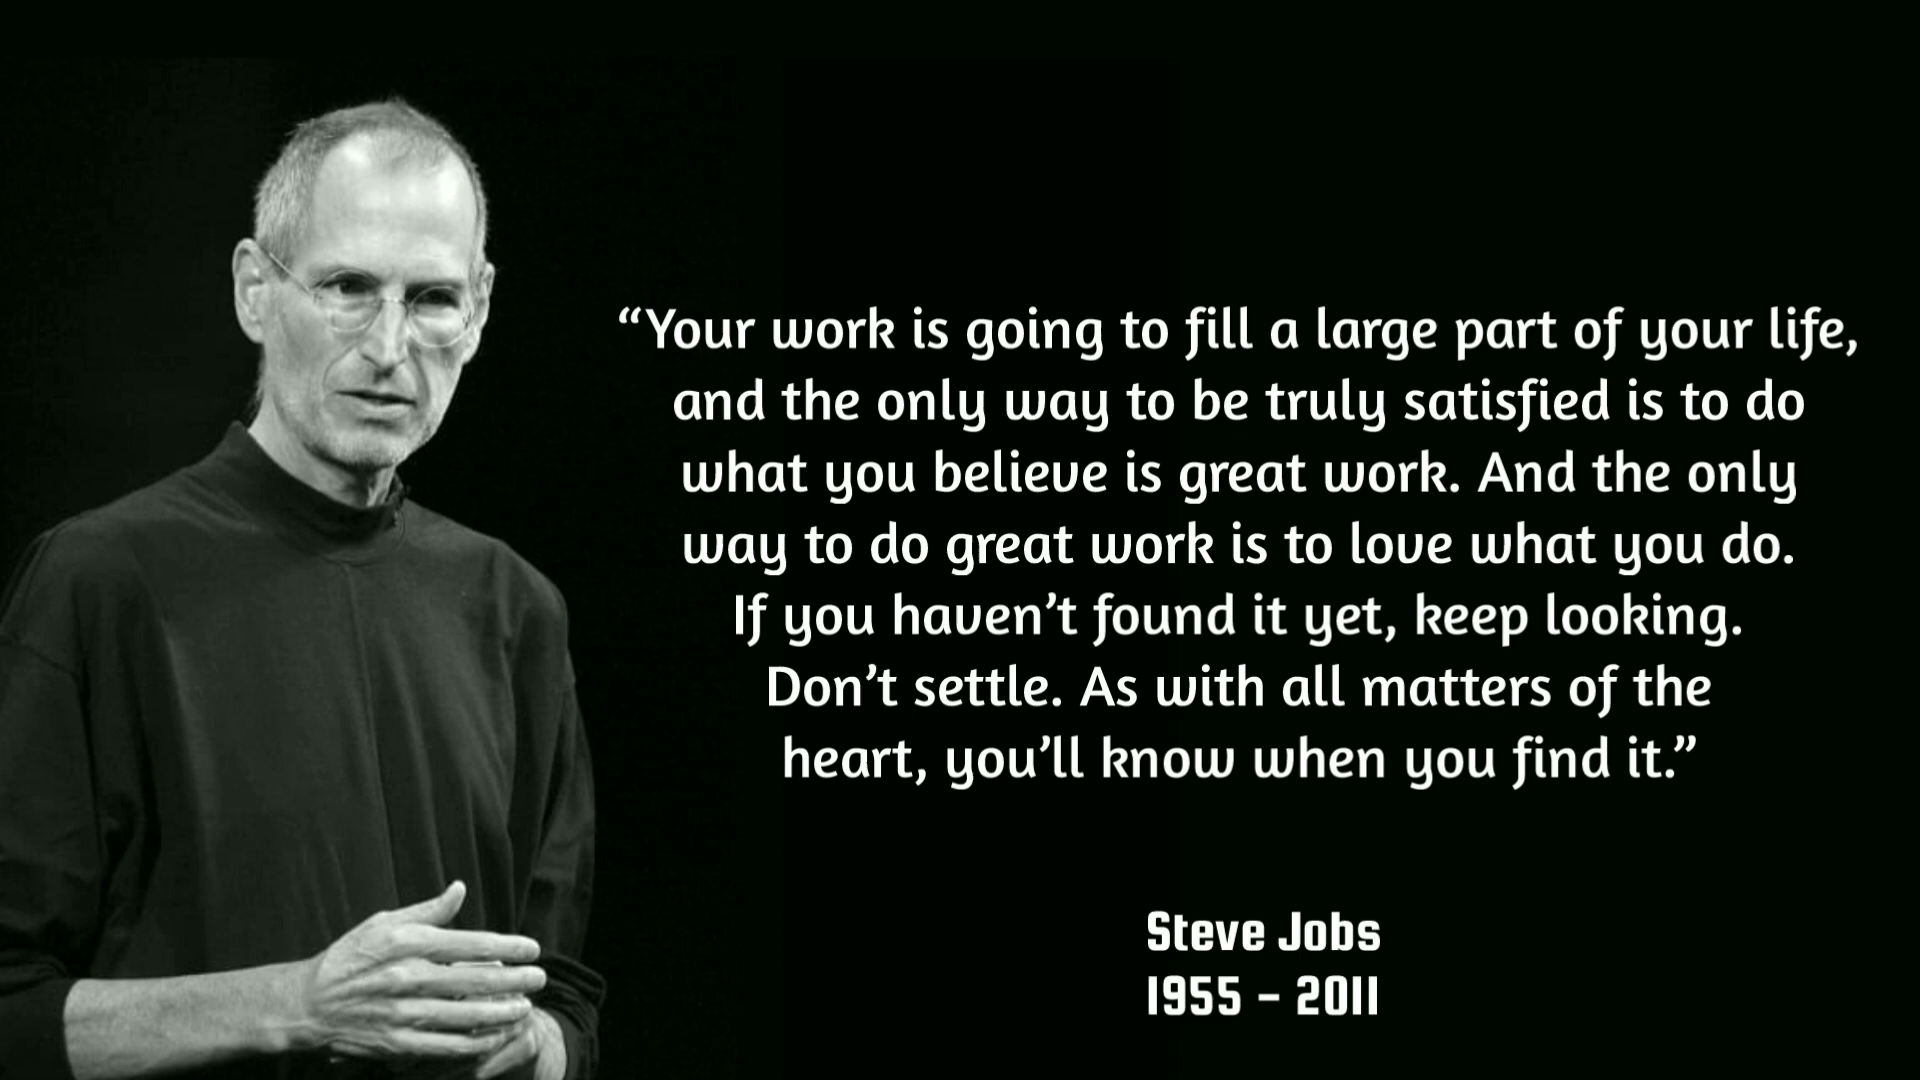 “Your work is going to fill a large part of your life,
and the only way to be truly satisfied is to do
what you believe is great work. And the only
way to do great work is to love what you do.
If you haven’t found it yet, keep looking.
Don’t settle. As with all matters of the
heart, you’ll know when you find it.”
Steve Jobs
1955 – 2011